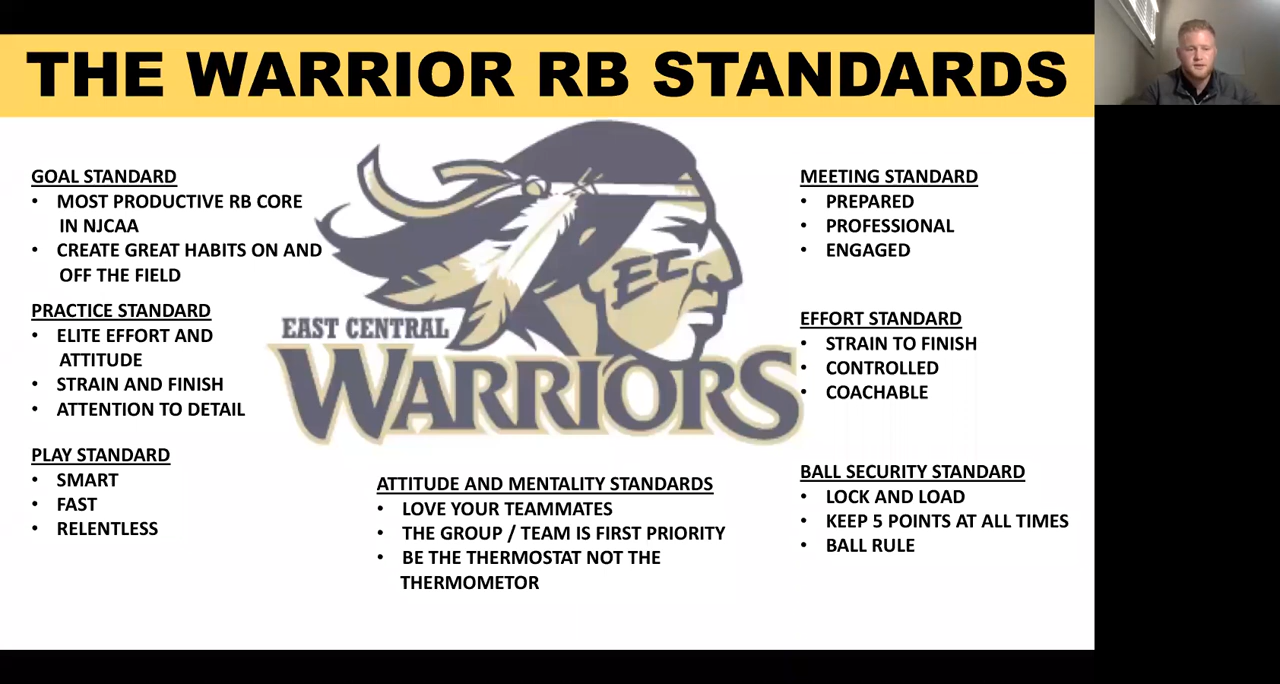 THE WARRIOR RB STANDARDS
GOAL STANDARD
• MOST PRODUCTIVE RB CORE
IN NJCAA
• CREATE GREAT HABITS ON AND
OFF THE FIELD
PRACTICE STANDARD
• ELITE EFFORT AND
ATTITUDE
• STRAIN AND FINISH
• ATTENTION TO DETAIL
PLAY STANDARD
• SMART
• FAST
• RELENTLESS
EC
EAST CENTRAL
WARRIORS
ATTITUDE AND MENTALITY STANDARDS
• LOVE YOUR TEAMMATES
• THE GROUP / TEAM IS FIRST PRIORITY
• BE THE THERMOSTAT NOT THE
THERMOMETOR
MEETING STANDARD
• PREPARED
• PROFESSIONAL
• ENGAGED
EFFORT STANDARD
• STRAIN TO FINISH
• CONTROLLED
• COACHABLE
BALL SECURITY STANDARD
• LOCK AND LOAD
• KEEP 5 POINTS AT ALL TIMES
• BALL RULE